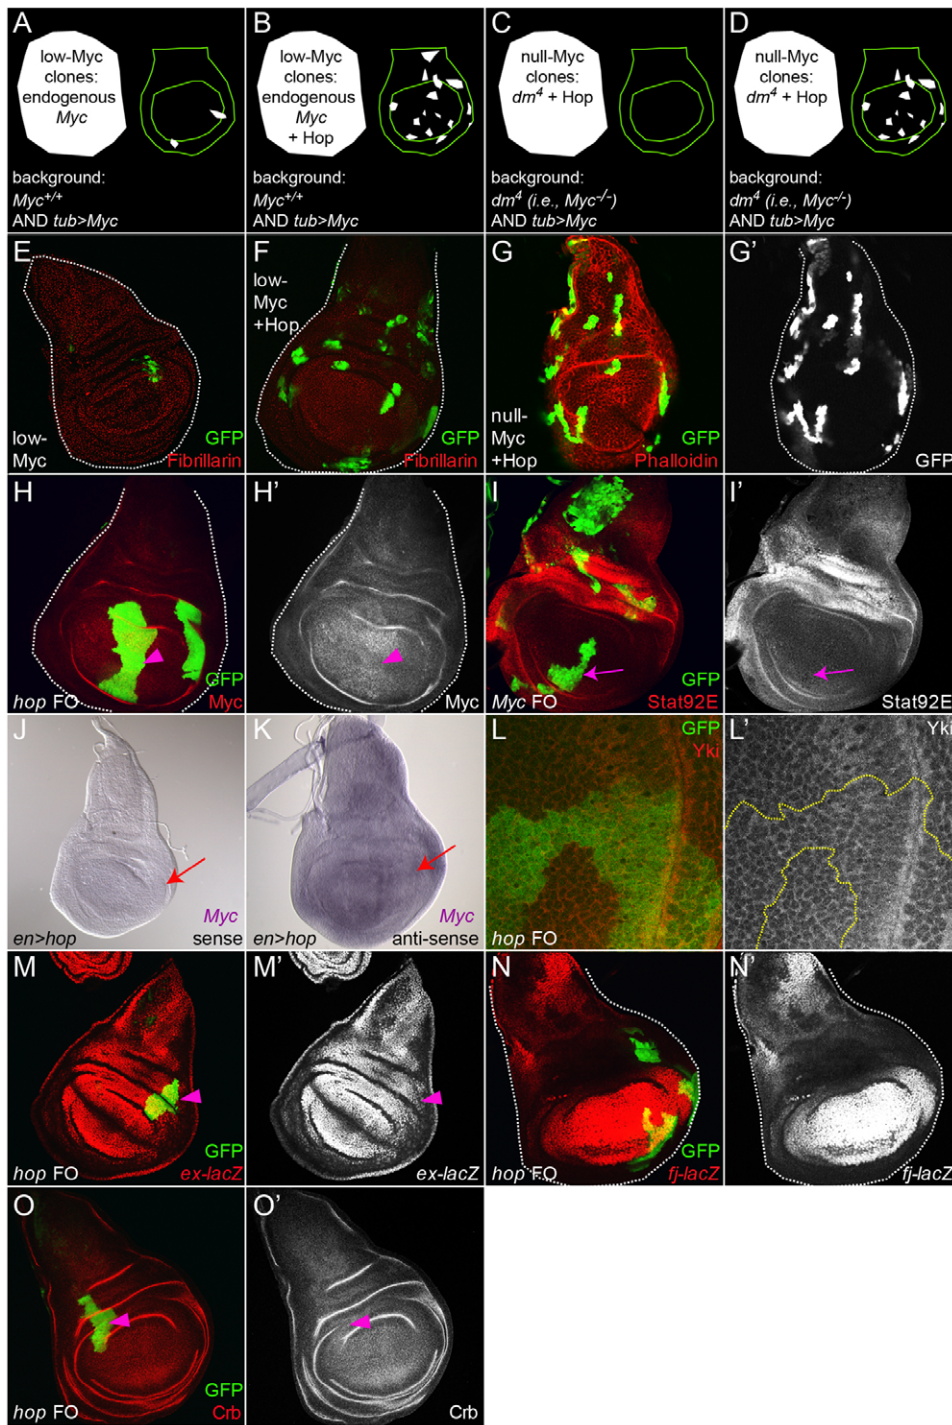 A
low-Myc
clones:
endogenous
Myc
background:
Myc+/+
AND tub>Myc
B
low-Myc
clones:
endogenous
Myc
+ Hop
background:
Myc+/+
AND tub>Myc
C
null-Myc
clones:
dm4 + Hop
background:
dm4 (i.e., Myc-/-)
AND tub>Myc
D
null-Myc
clones:
dm4 + Hop
background:
dm4 (i.e., Myc-/-)
AND tub>Myc
E
low-
Myc
GFP
Fibrillarin
F
low-
Myc
+Hop
GFP
Fibrillarin
G
null-
Myc
+Hop
GFP
Phalloidin
G'
GFP
H
hop FO
GFP
Myc
H'
Myc
I
Myc FO
GFP
Stat92E
I'
Stat92E
J
en>hop
Myc
sense
K
en>hop
Myc
anti-sense
L
GFP
Yki
hop FO
L'
Yki
M
hop FO
GFP
ex-lacZ
M'
ex-lacZ
N
hop FO
GFP
fj-lacZ
N'
fj-lacZ
O
hop FO
GFP
Crb
O'
Crb